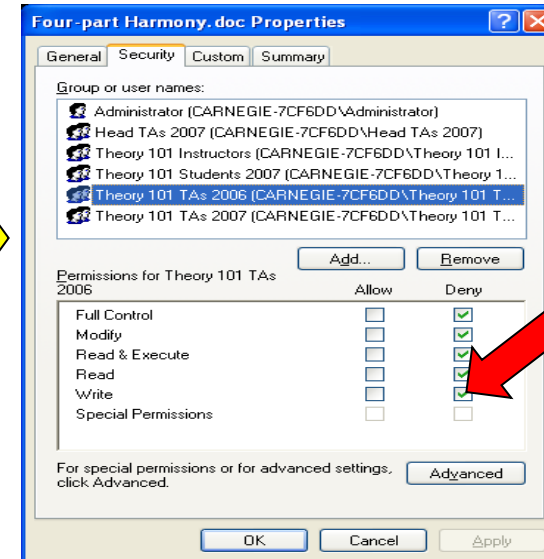 Four-part Harmony.doc Properties
General Security Custom Summary
Group or user names:
Administrator (CARNEGIE-7CF6DD\Administrator)
Head TAs 2007 (CARNEGIE-7CF6DD\Head TAs 2007)
Theory 101 Instructors (CARNEGIE-7CF6DD\Theory 101 I...
Theory 101 Students 2007 (CARNEGIE-7CF6DD\Theory 1...
Theory 101 TAs 2006 (CARNEGIE-7CF6DD\Theory 101 T...
Theory 101 TAs 2007 (CARNEGIE-7CF6DD\Theory 101 T...
Add... Remove
Permissions for Theory 101 TAs
2006 Allow Deny
Full Control
Modify
Read & Execute
Read
Write
Special Permissions
For special permissions or for advanced settings,
click Advanced.
Advanced
OK Cancel Apply